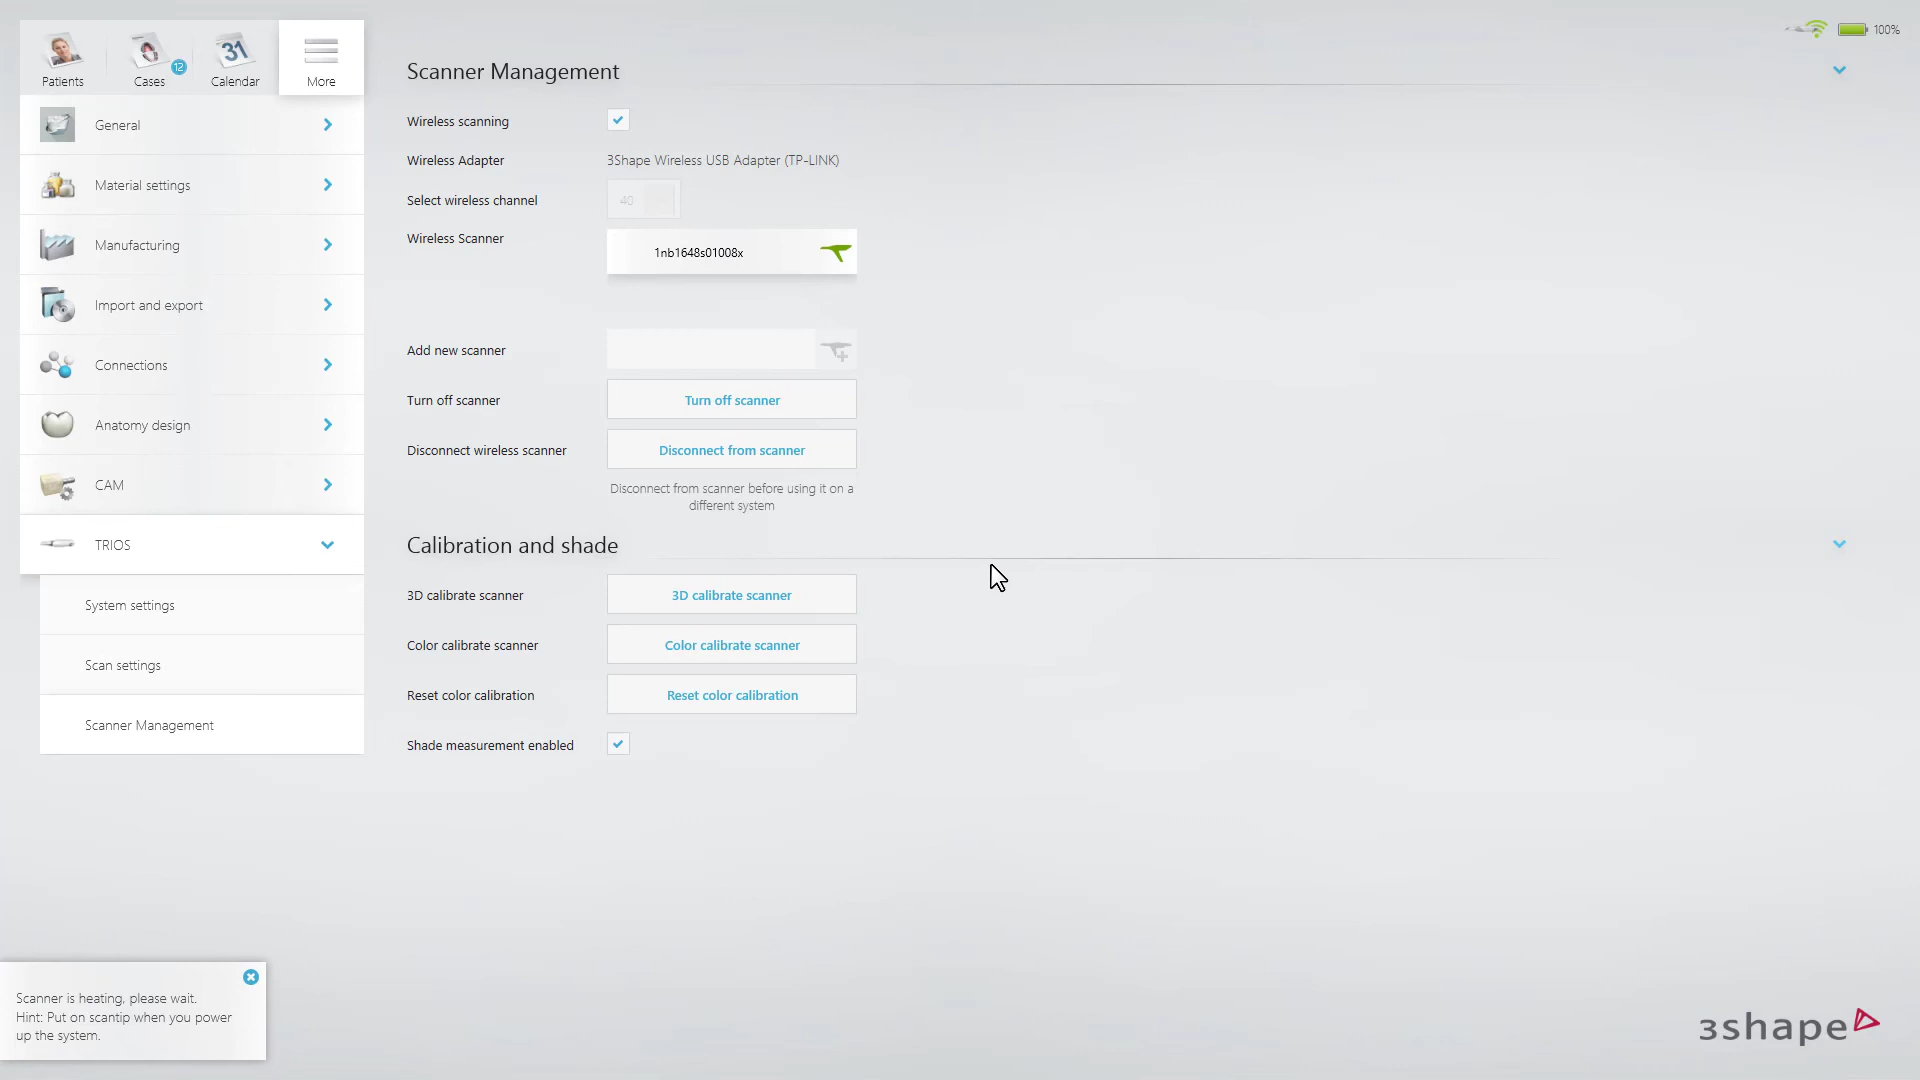 Patients
Cases
12
31
Calendar
More
100%
General
Material settings
Manufacturing
Import and export
Connections
Anatomy design
CAM
TRIOS
System settings
Scan settings
Scanner Management
Scanner Management
Wireless scanning
Wireless Adapter
3Shape Wireless USB Adapter (TP-LINK)
Select wireless channel
40
Wireless Scanner
1nb1648s01008x
Add new scanner
Turn off scanner
Turn off scanner
Disconnect wireless scanner
Disconnect from scanner
Disconnect from scanner before using it on a
different system
Calibration and shade
3D calibrate scanner
3D calibrate scanner
Color calibrate scanner
Color calibrate scanner
Reset color calibration
Reset color calibration
Shade measurement enabled
Scanner is heating, please wait.
Hint: Put on scantip when you power
up the system.
3shape